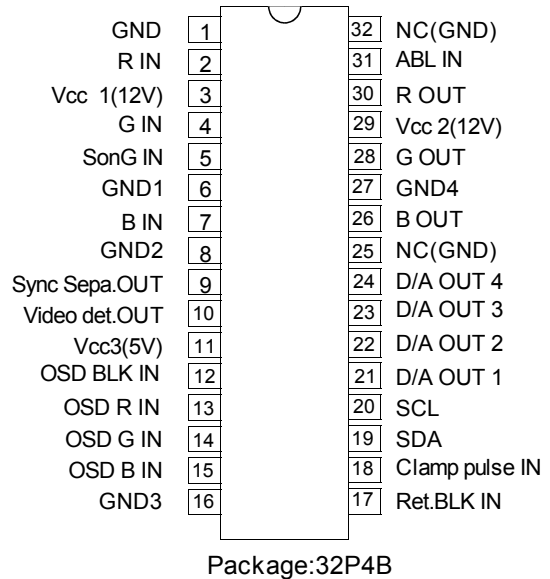 GND 1 32 NC(GND)
R IN 2 31 ABL IN
Vcc 1(12V) 3 30 R OUT
G IN 4 29 Vcc 2(12V)
SonG IN 5 28 G OUT
GND1 6 27 GND4
B IN 7 26 B OUT
GND2 8 25 NC(GND)
Sync Sepa.OUT 9 24 D/A OUT 4
Video det.OUT 10 23 D/A OUT 3
Vcc3(5V) 11 22 D/A OUT 2
OSD BLK IN 12 21 D/A OUT 1
OSD R IN 13 20 SCL
OSD G IN 14 19 SDA
OSD B IN 15 18 Clamp pulse IN
GND3 16 17 Ret.BLK IN
Package:32P4B